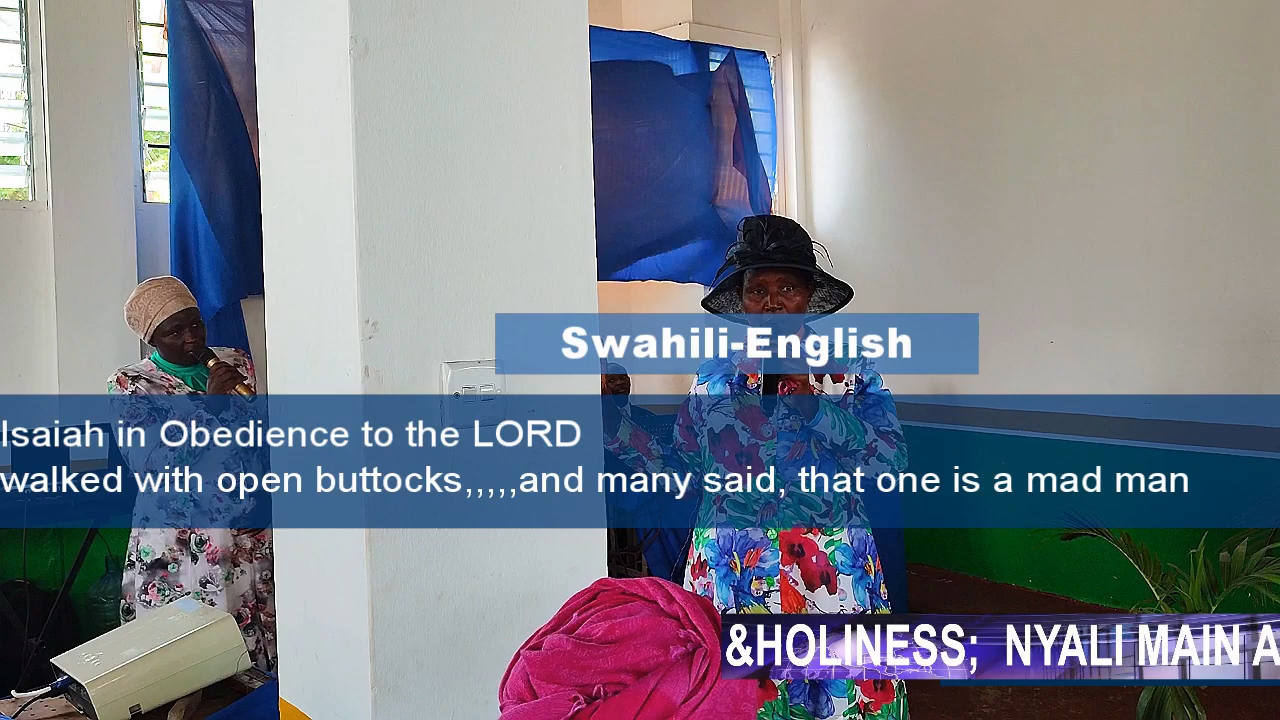 Swahili-English
Isaiah in Obedience to the LORD
walked with open buttocks,,,,,and many said, that one is a mad man
&HOLINESS; NYALI MAIN A